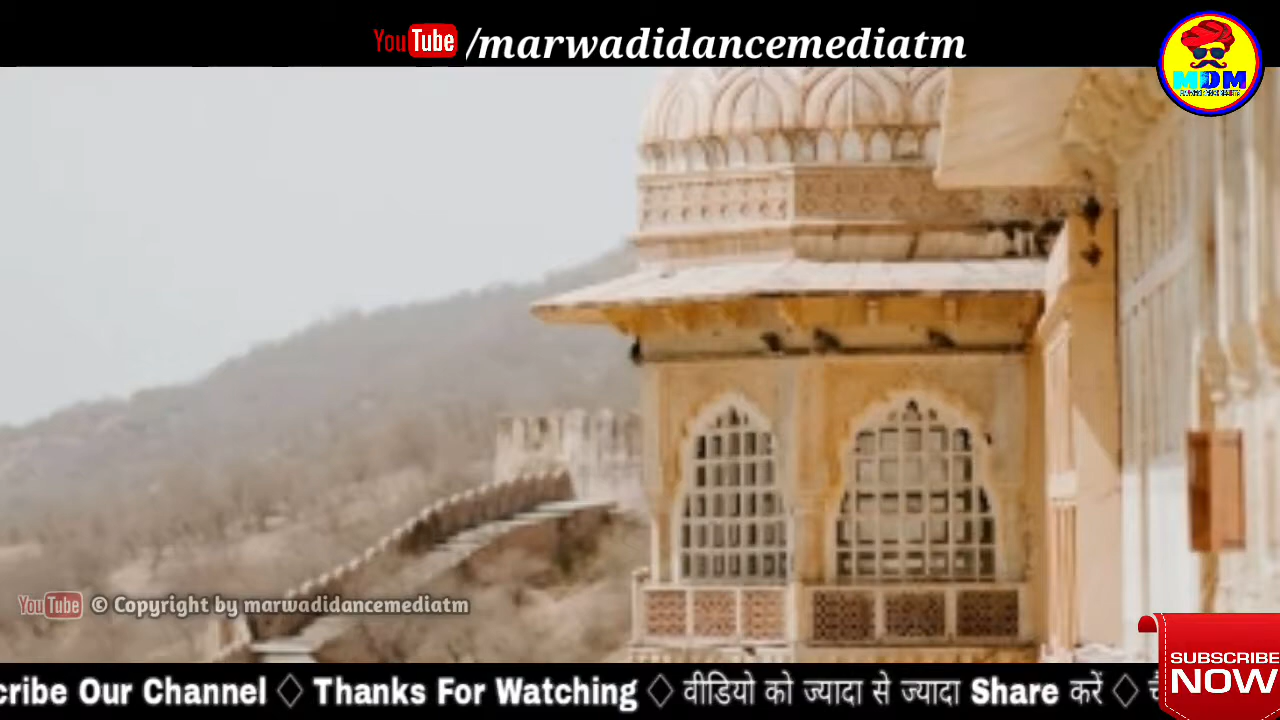 YouTube /marwadidancemediatm
MDM
YouTube © Copyright by marwadidancemediatm
SUBSCRIBE
NOW
cribe Our Channel ◇ Thanks For Watching ◇ वीडियो को ज्यादा से ज्यादा Share करें ◇